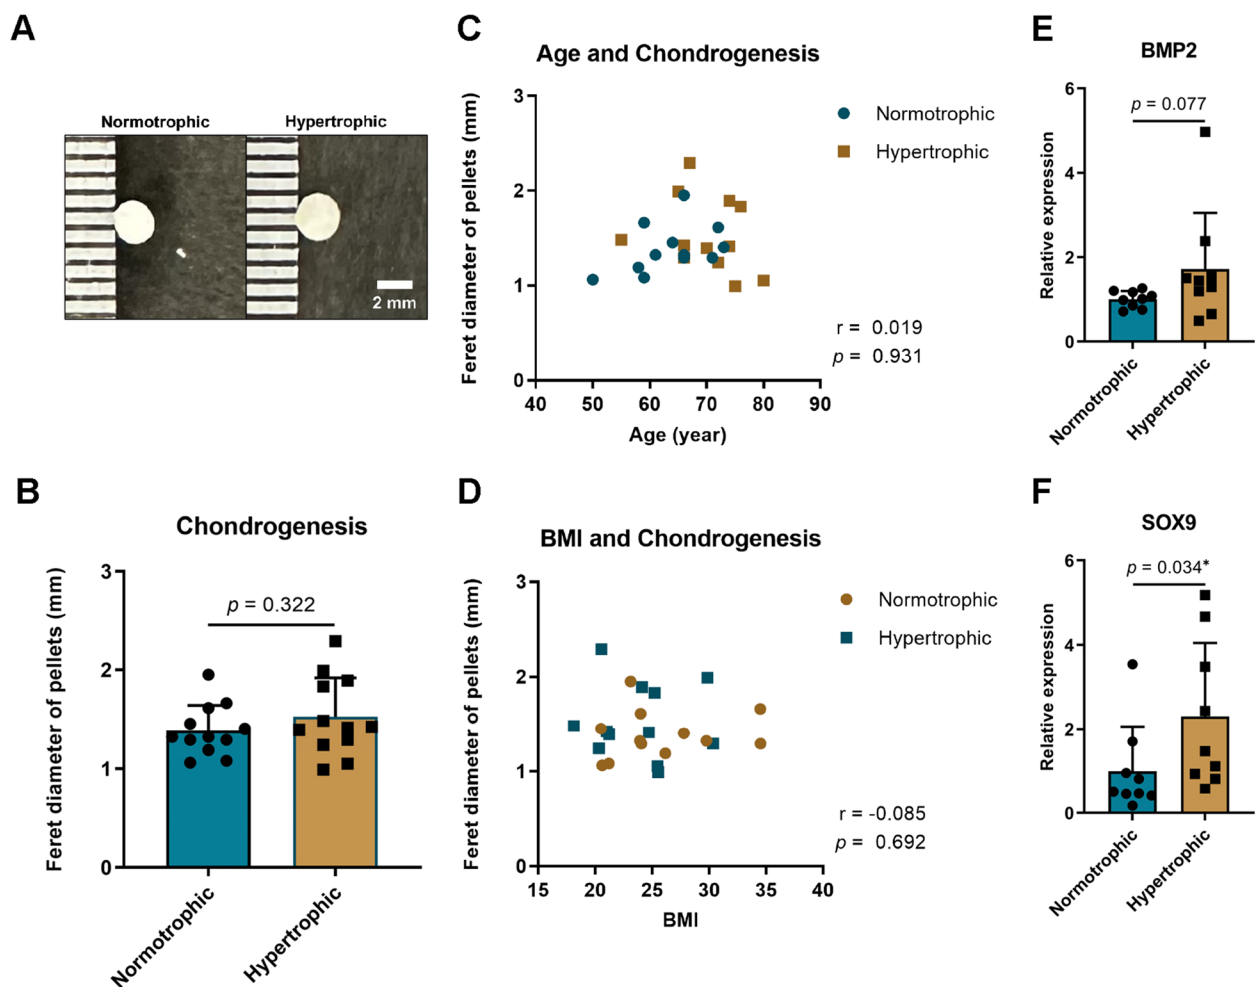 A
Normotrophic
Hypertrophic
2 mm
B
Chondrogenesis
Feret diameter of pellets (mm)
3
2
1
0
p = 0.322
Normotrophic
Hypertrophic
C
Age and Chondrogenesis
Feret diameter of pellets (mm)
3
2
1
0
Normotrophic
Hypertrophic
r = 0.019
p = 0.931
40 50 60 70 80 90
Age (year)
D
BMI and Chondrogenesis
Feret diameter of pellets (mm)
3
2
1
0
Normotrophic
Hypertrophic
r = -0.085
p = 0.692
15 20 25 30 35 40
BMI
E
BMP2
Relative expression
6
4
2
0
p = 0.077
Normotrophic
Hypertrophic
F
SOX9
Relative expression
6
4
2
0
p = 0.034*
Normotrophic
Hypertrophic